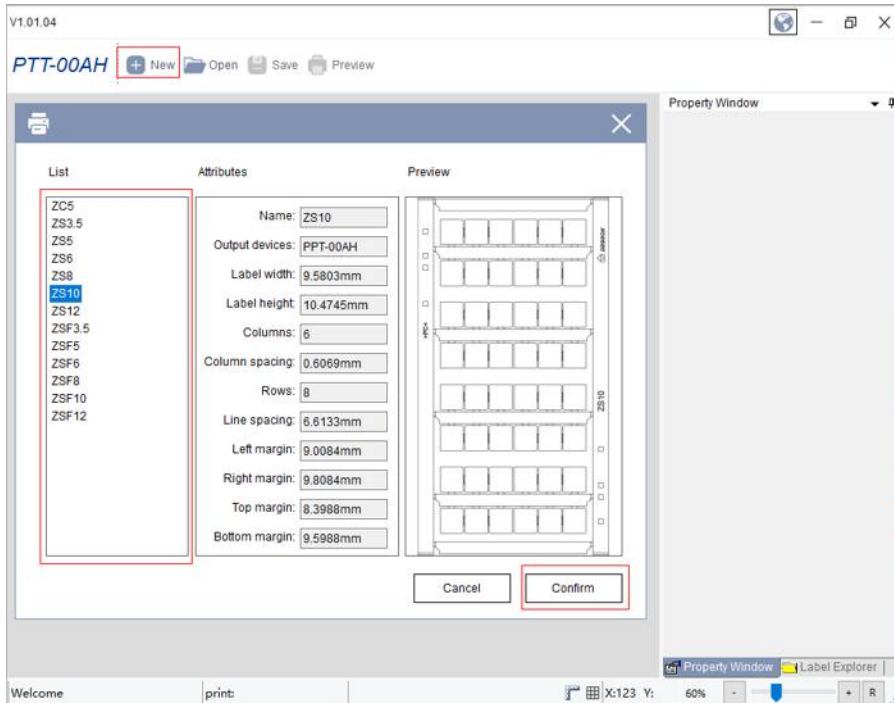 V1.01.04
PTT-00AH New Open Save Preview
Property Window
List Attributes Preview
ZC5
ZS3.5
ZS5
ZS6
ZS8
ZS10
ZS12
ZSF3.5
ZSF5
ZSF6
ZSF8
ZSF10
ZSF12
Name: ZS10
Output devices: PPT-00AH
Label width: 9.5803mm
Label height: 10.4745mm
Columns: 6
Column spacing: 0.6069mm
Rows: 8
Line spacing: 6.6133mm
Left margin: 9.0084mm
Right margin: 9.8084mm
Top margin: 8.3988mm
Bottom margin: 9.5988mm
>PC<
ZS10
Cancel Confirm
Property Window Label Explorer
Welcome print: X:123 Y: 60% - + R